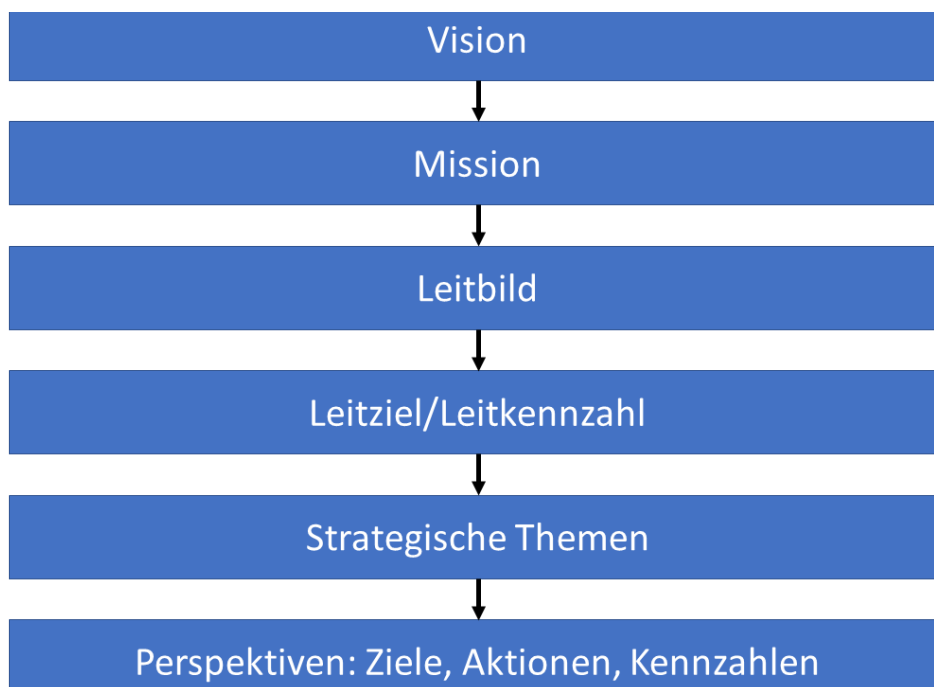 Vision
Mission
Leitbild
Leitziel/Leitkennzahl
Strategische Themen
Perspektiven: Ziele, Aktionen, Kennzahlen